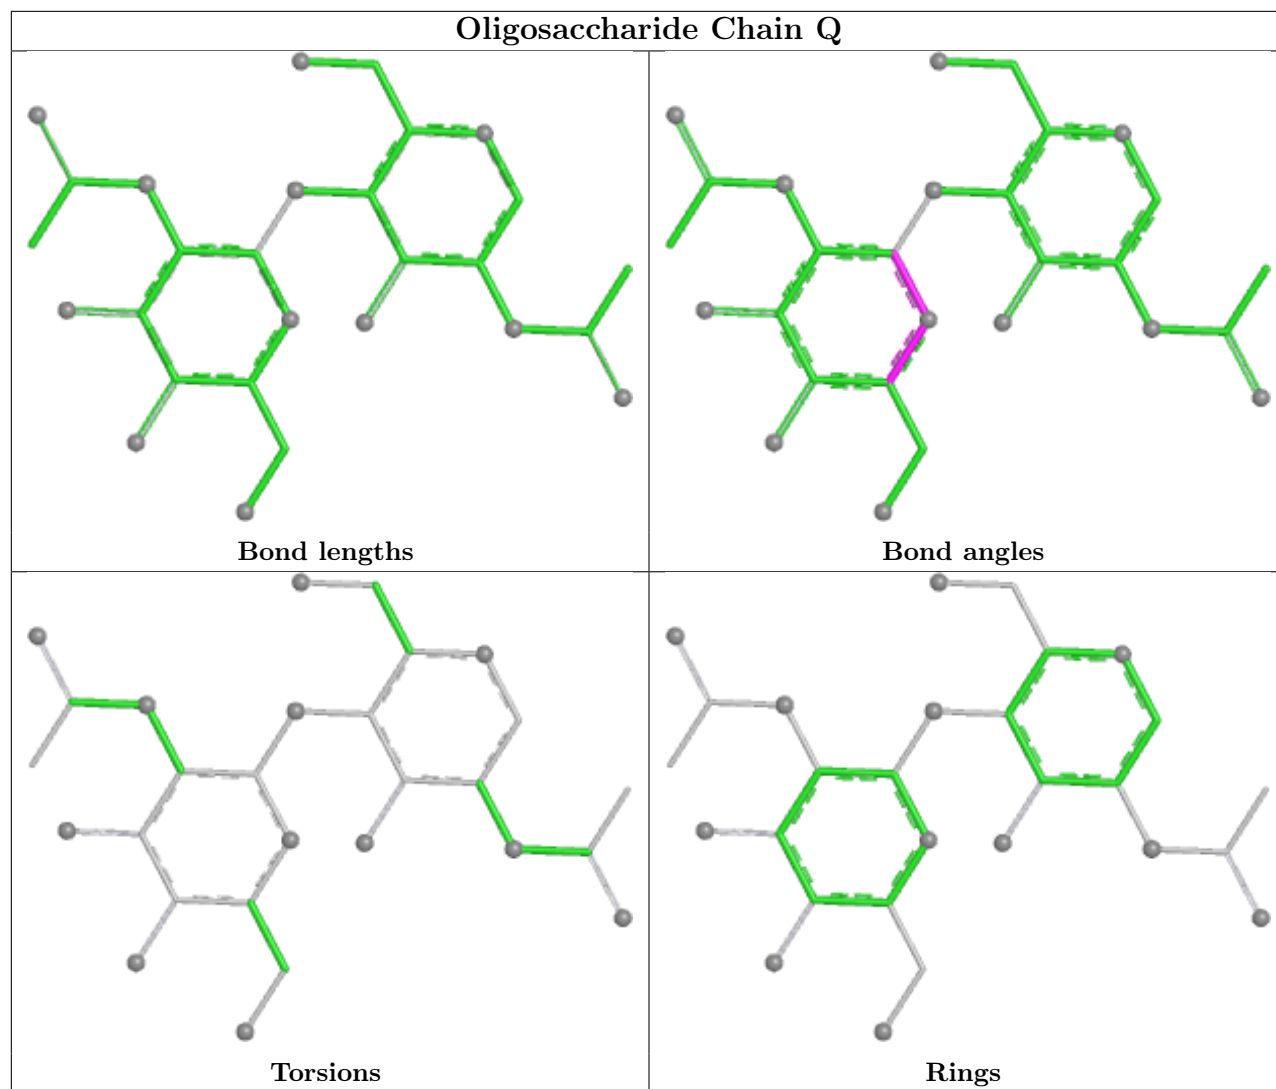 Oligosaccharide Chain Q
Bond lengths
Bond angles
Torsions
Rings